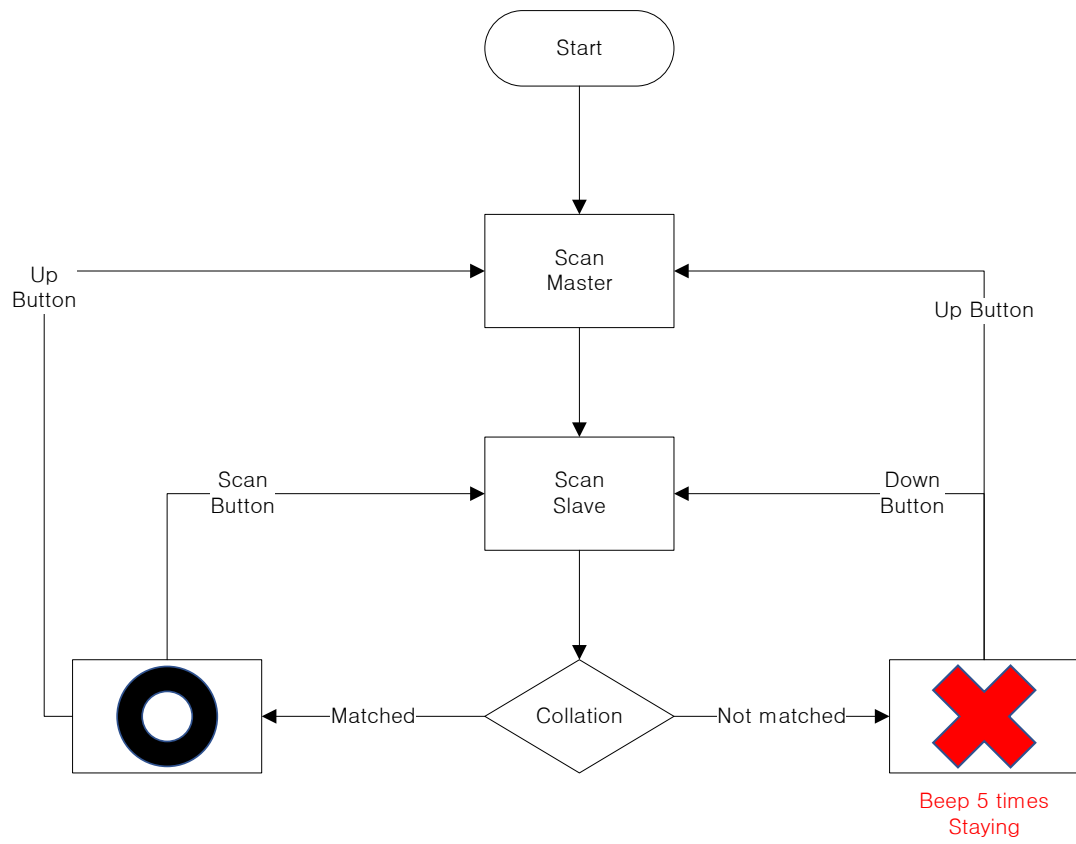 Start
Scan
Master
Up
Button
Up Button
Scan
Button
Scan
Slave
Down
Button
Matched
Collation
Not matched
Beep 5 times
Staying